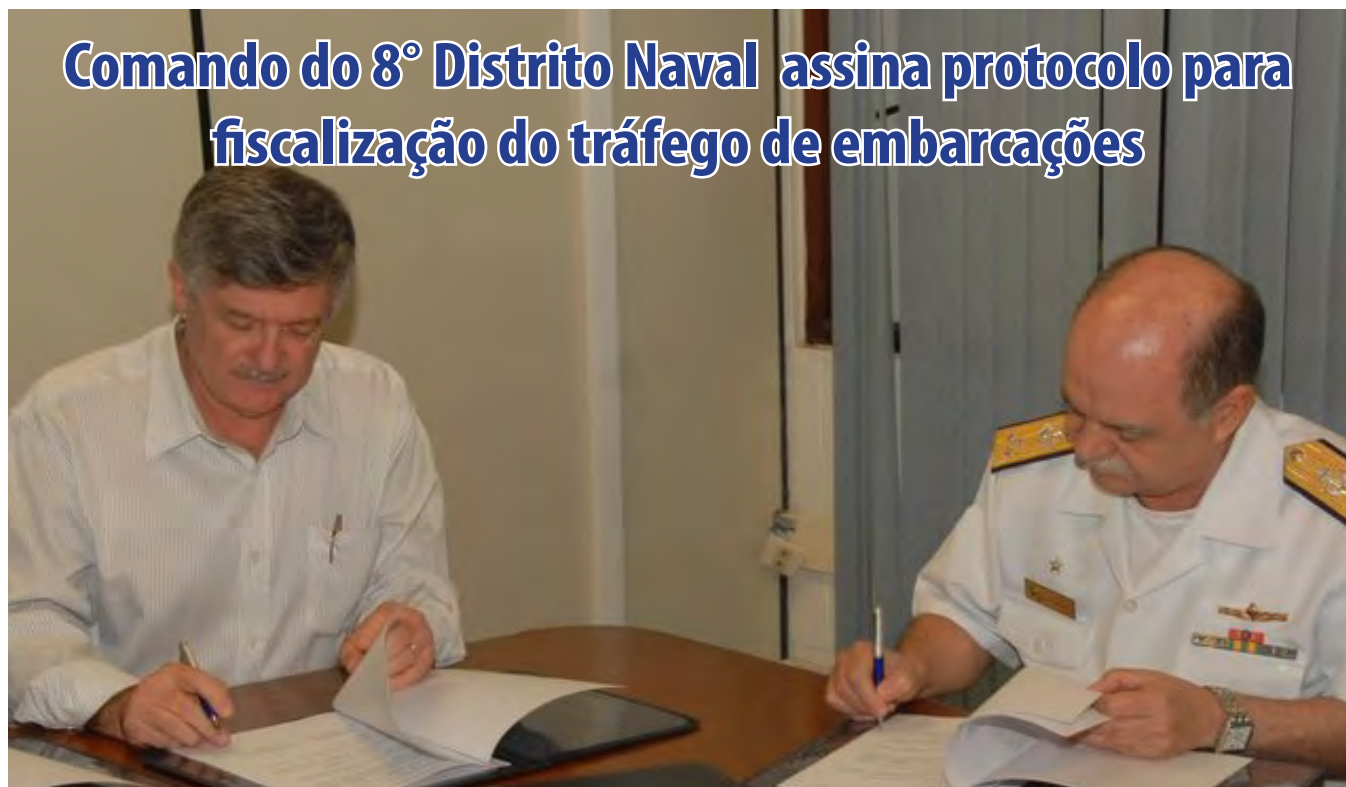 Comando do 8° Distrito Naval assina protocolo para
fiscalização do tráfego de embarcações